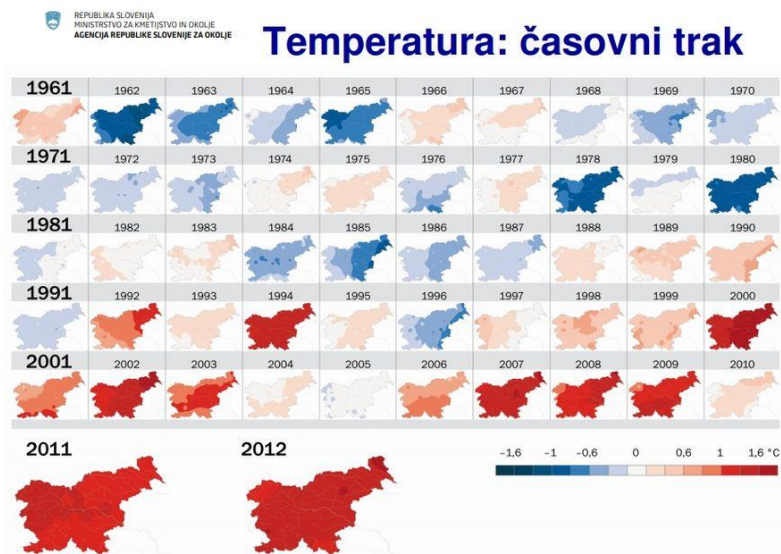 REPUBLIKA SLOVENIJA
MINISTRSTVO ZA KMETIJSTVO IN OKOLJE
AGENCIJA REPUBLIKE SLOVENIJE ZA OKOLJE
Temperatura: časovni trak
1961 1962 1963 1964 1965 1966 1967 1968 1969 1970
1971 1972 1973 1974 1975 1976 1977 1978 1979 1980
1981 1982 1983 1984 1985 1986 1987 1988 1989 1990
1991 1992 1993 1994 1995 1996 1997 1998 1999 2000
2001 2002 2003 2004 2005 2006 2007 2008 2009 2010
2011 2012
-1,6 -1 -0,6 0 0,6 1 1,6 °C